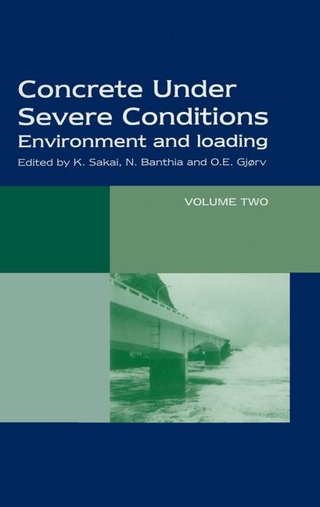 Concrete Under
Severe Conditions
Environment and loading
Edited by K. Sakai, N. Banthia and O.E. Gjørv
VOLUME TWO